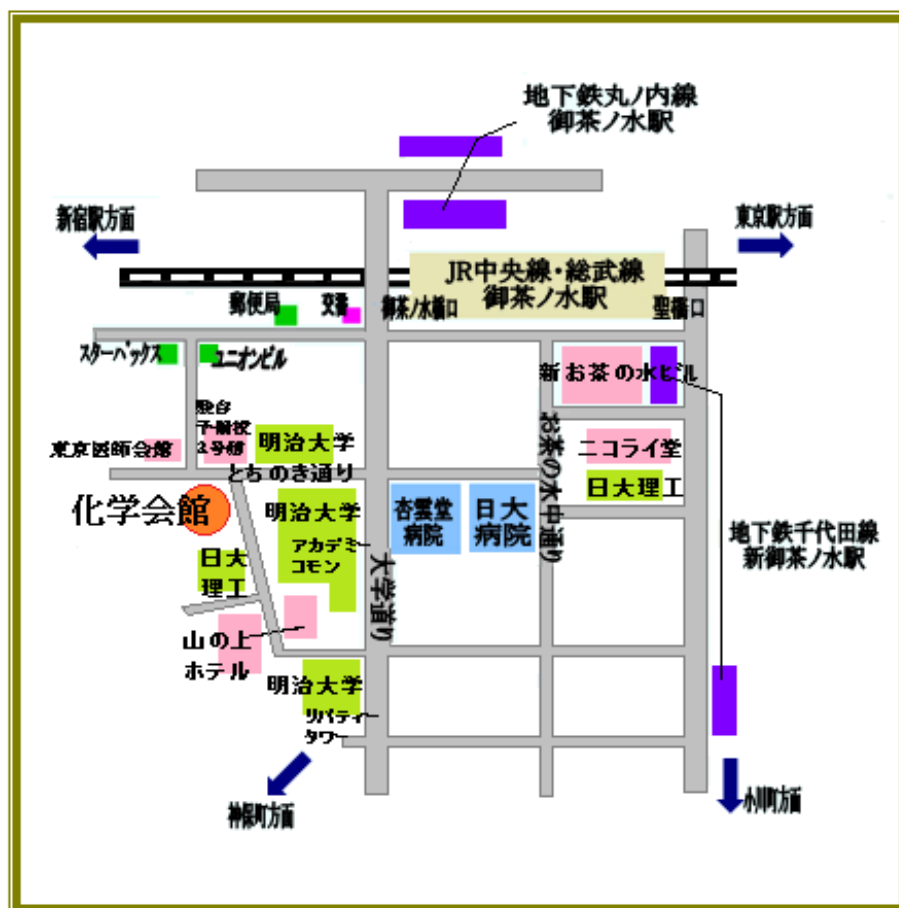 地下鉄丸ノ内線
御茶ノ水駅
新宿駅方面
東京駅方面
JR中央線・総武線
御茶ノ水駅
郵便局
交番
御茶ノ水橋口
聖橋口
スターバックス
ユニオンビル
新お茶の水ビル
駿台
予備校
東京医師会館
明治大学
お茶の水中通り
ニコライ堂
とちのき通り
日大理工
化学会館
明治大学
アカデミー
コモン
杏雲堂
病院
日大
病院
地下鉄千代田線
新御茶ノ水駅
日大
理工
大学通り
山の上
ホテル
明治大学
リバティー
タワー
神保町方面
小川町方面